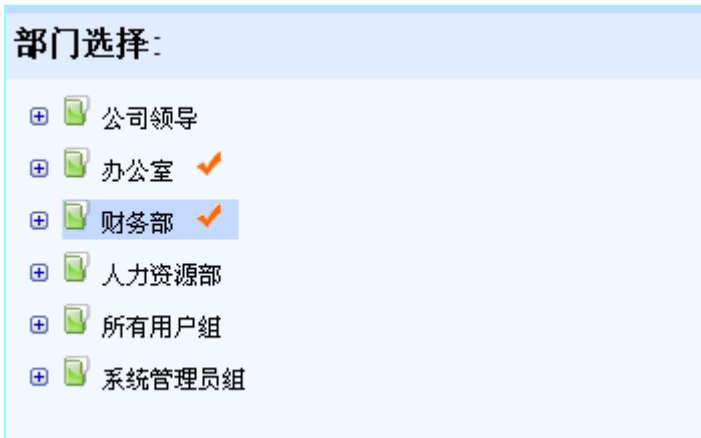 部门选择:
公司领导
办公室
财务部
人力资源部
所有用户组
系统管理员组